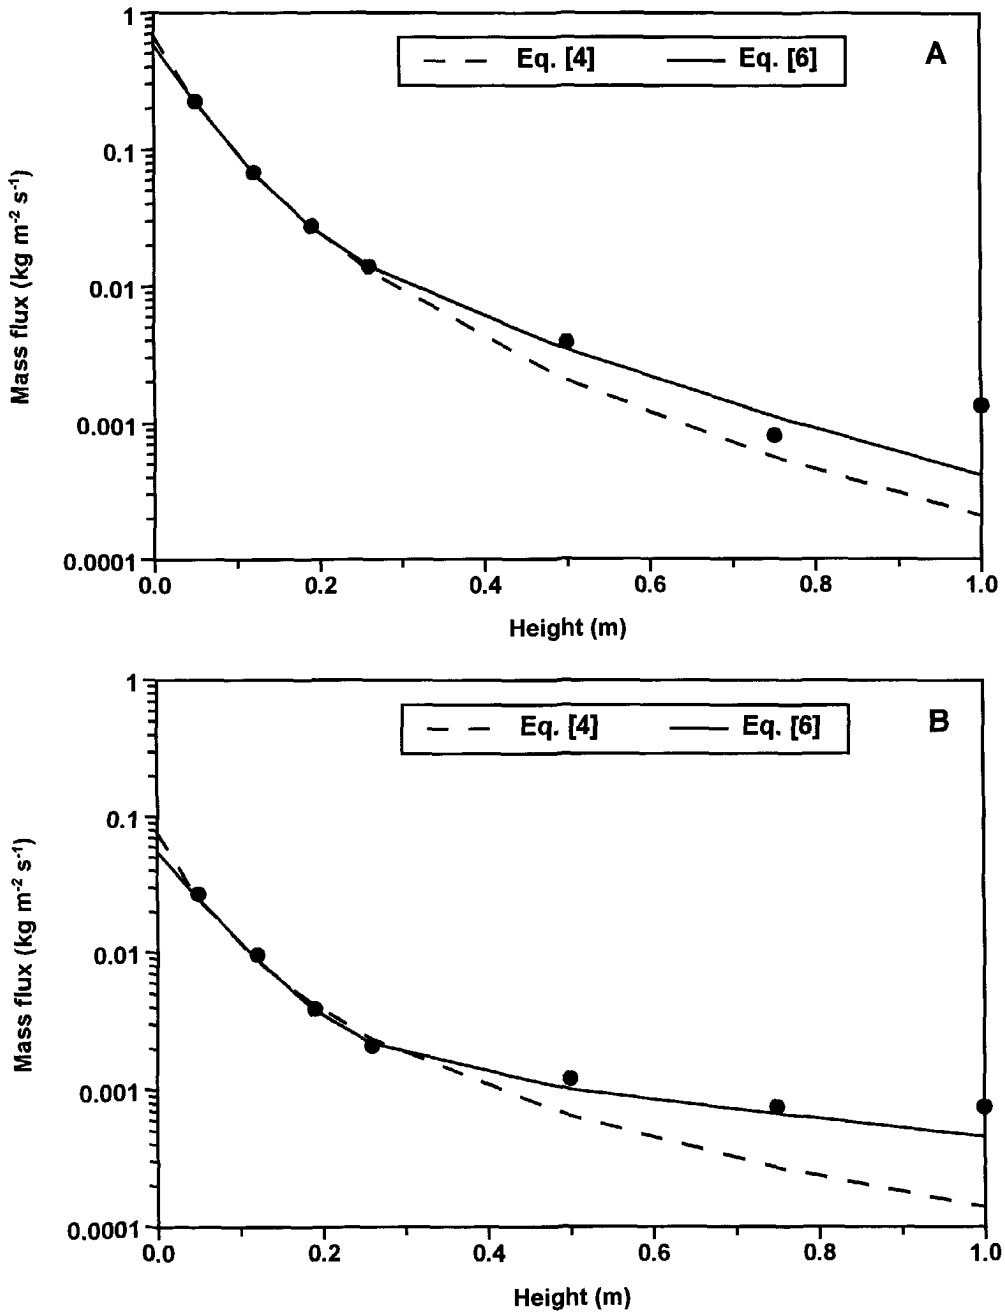 1
Eq. [4] Eq. [6]
A
0.1
0.01
0.001
0.0001
Mass flux (kg m⁻² s⁻¹)
0.0 0.2 0.4 0.6 0.8 1.0
Height (m)
1
Eq. [4] Eq. [6]
B
0.1
0.01
0.001
0.0001
Mass flux (kg m⁻² s⁻¹)
0.0 0.2 0.4 0.6 0.8 1.0
Height (m)